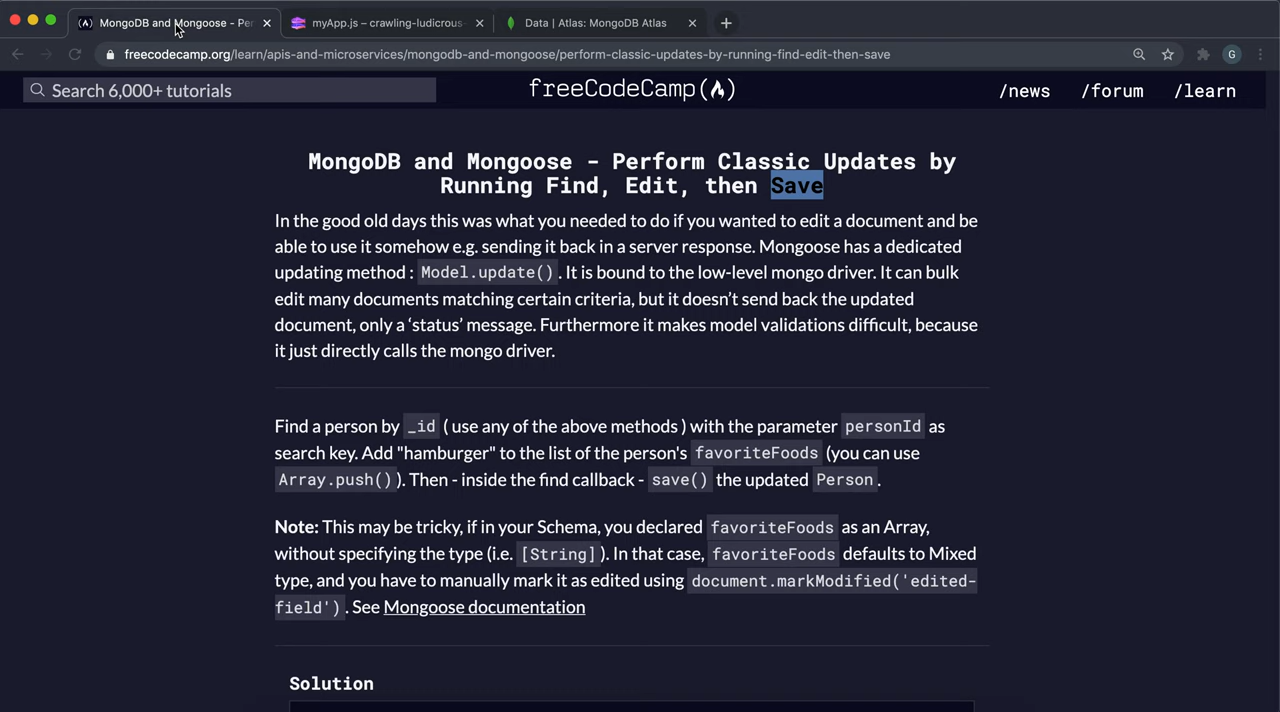 MongoDB and Mongoose - Per
myApp.js – crawling-ludicrous-
Data | Atlas: MongoDB Atlas
freecodecamp.org/learn/apis-and-microservices/mongodb-and-mongoose/perform-classic-updates-by-running-find-edit-then-save
G
Search 6,000+ tutorials
freeCodeCamp
/news
/forum
/learn
MongoDB and Mongoose - Perform Classic Updates by
Running Find, Edit, then Save
In the good old days this was what you needed to do if you wanted to edit a document and be
able to use it somehow e.g. sending it back in a server response. Mongoose has a dedicated
updating method : Model.update(). It is bound to the low-level mongo driver. It can bulk
edit many documents matching certain criteria, but it doesn’t send back the updated
document, only a ‘status’ message. Furthermore it makes model validations difficult, because
it just directly calls the mongo driver.
Find a person by _id ( use any of the above methods ) with the parameter personId as
search key. Add "hamburger" to the list of the person's favoriteFoods (you can use
Array.push()). Then - inside the find callback - save() the updated Person.
Note: This may be tricky, if in your Schema, you declared favoriteFoods as an Array,
without specifying the type (i.e. [String]). In that case, favoriteFoods defaults to Mixed
type, and you have to manually mark it as edited using document.markModified('edited-
field'). See Mongoose documentation
Solution